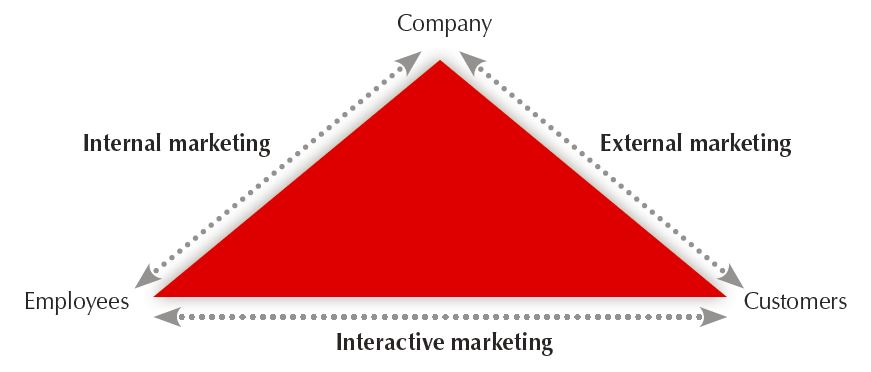 Company
Internal marketing
External marketing
Employees
Customers
Interactive marketing